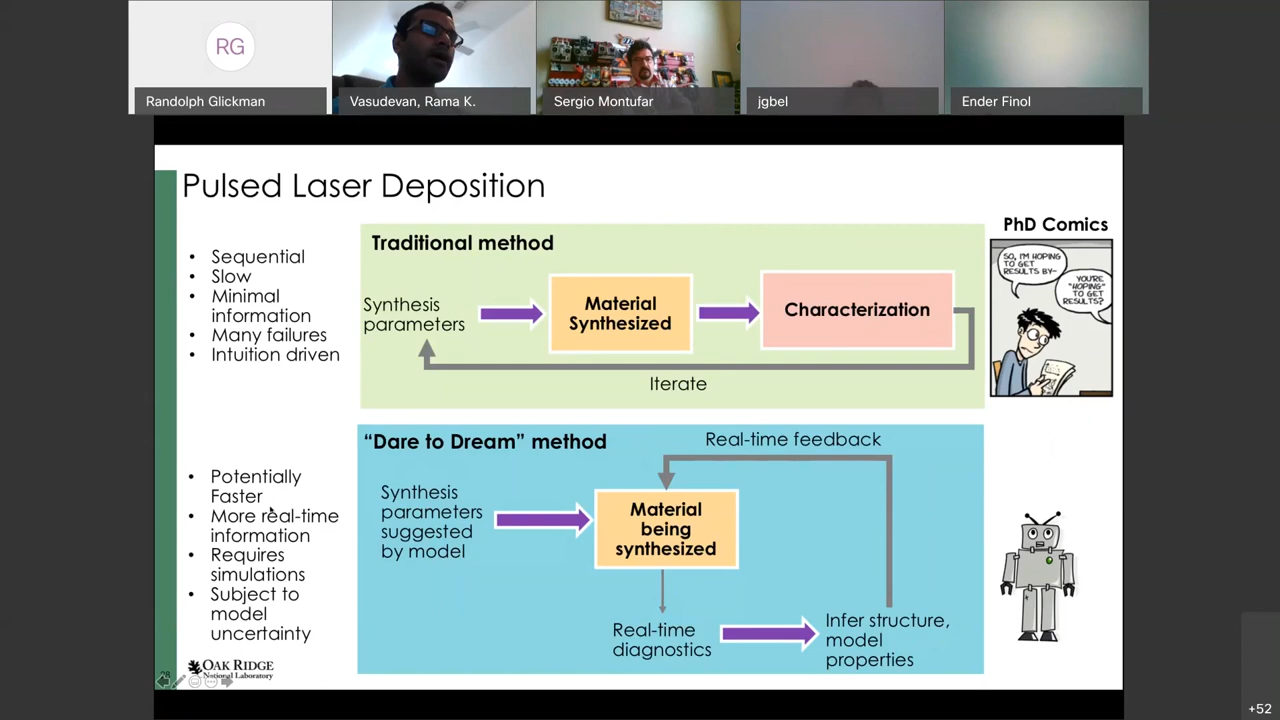 RG
Randolph Glickman
Vasudevan, Rama K.
Sergio Montufar
jgbel
Ender Finol
Pulsed Laser Deposition
• Sequential
• Slow
• Minimal
information
• Many failures
• Intuition driven
Traditional method
Synthesis
parameters
Material
Synthesized
Characterization
Iterate
PhD Comics
SO, I'M HOPING
TO GET
RESULTS BY-
YOU'RE
"HOPING"
TO GET
RESULTS?
• Potentially
Faster
• More real-time
information
• Requires
simulations
• Subject to
model
uncertainty
“Dare to Dream” method
Real-time feedback
Synthesis
parameters
suggested
by model
Material
being
synthesized
Real-time
diagnostics
Infer structure,
model
properties
OAK RIDGE
National Laboratory
+52